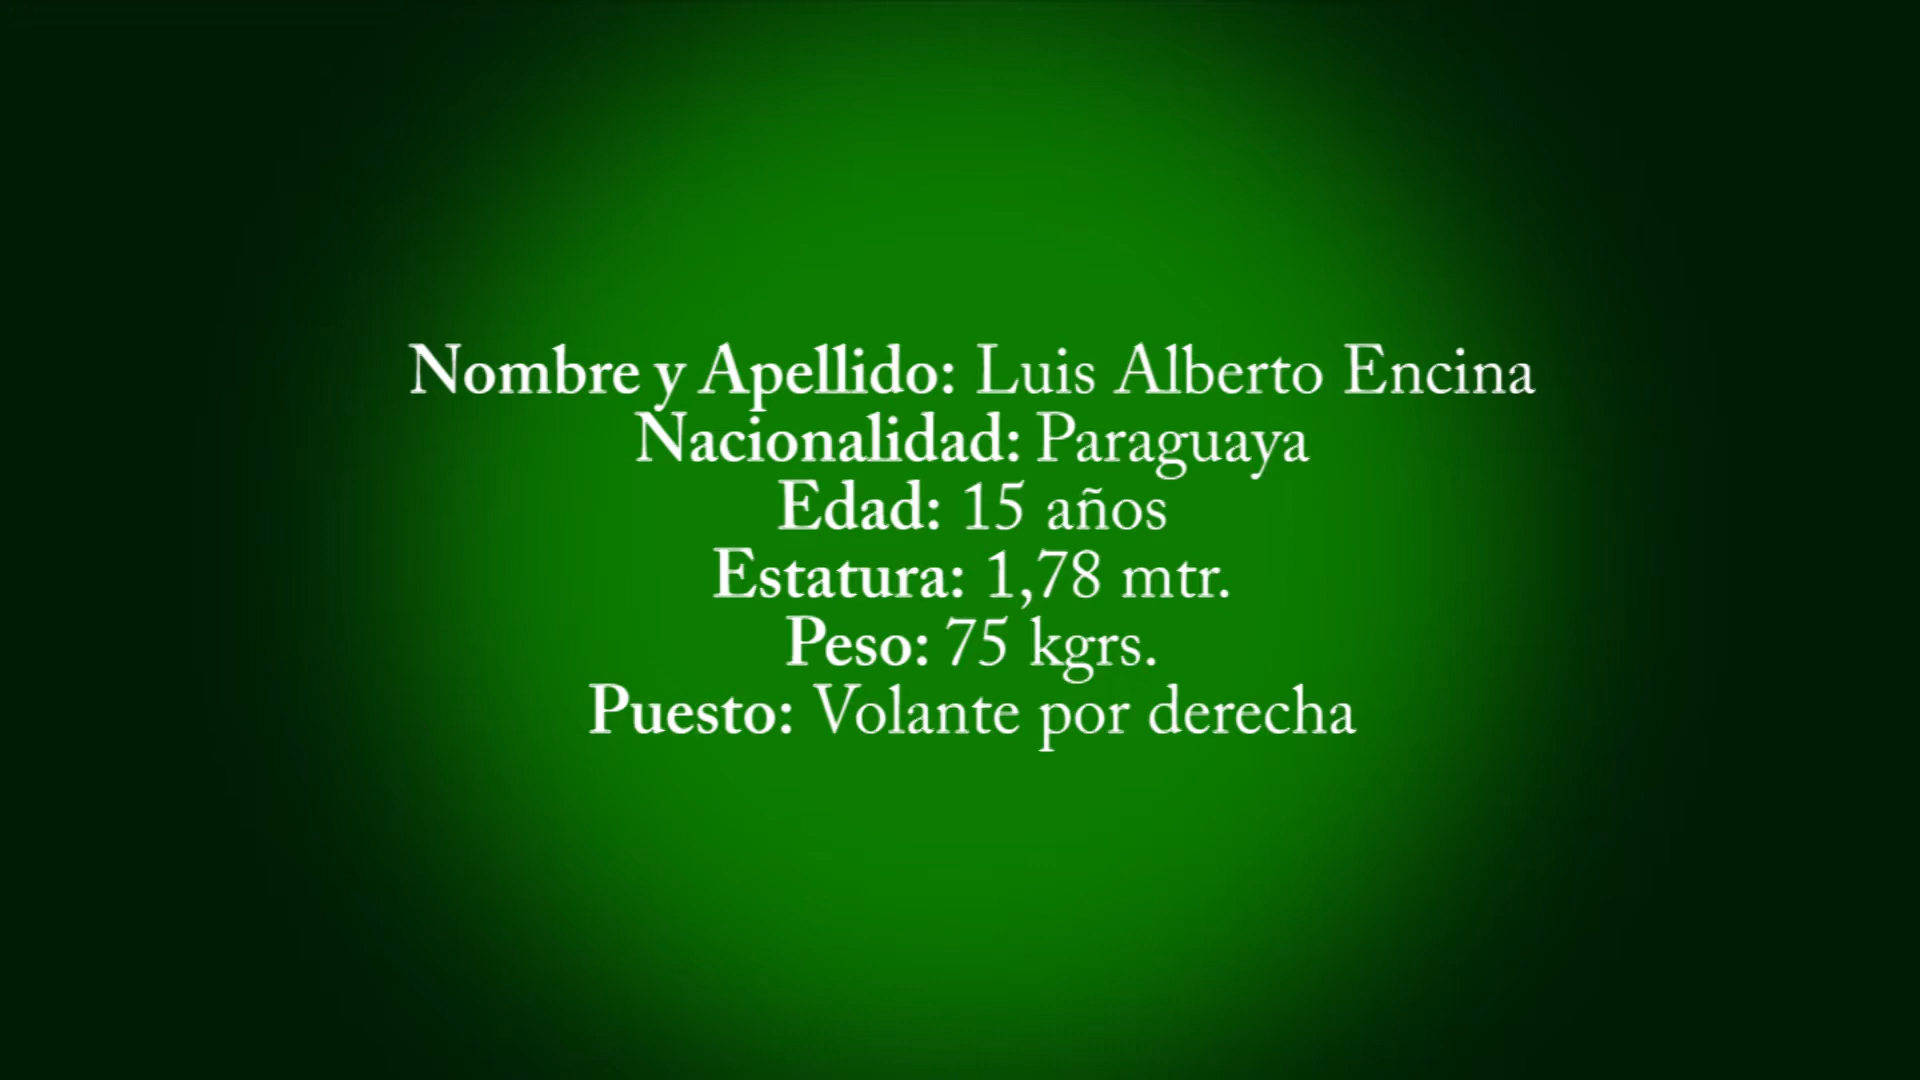 Nombre y Apellido: Luis Alberto Encina
Nacionalidad: Paraguaya
Edad: 15 años
Estatura: 1,78 mtr.
Peso: 75 kgrs.
Puesto: Volante por derecha